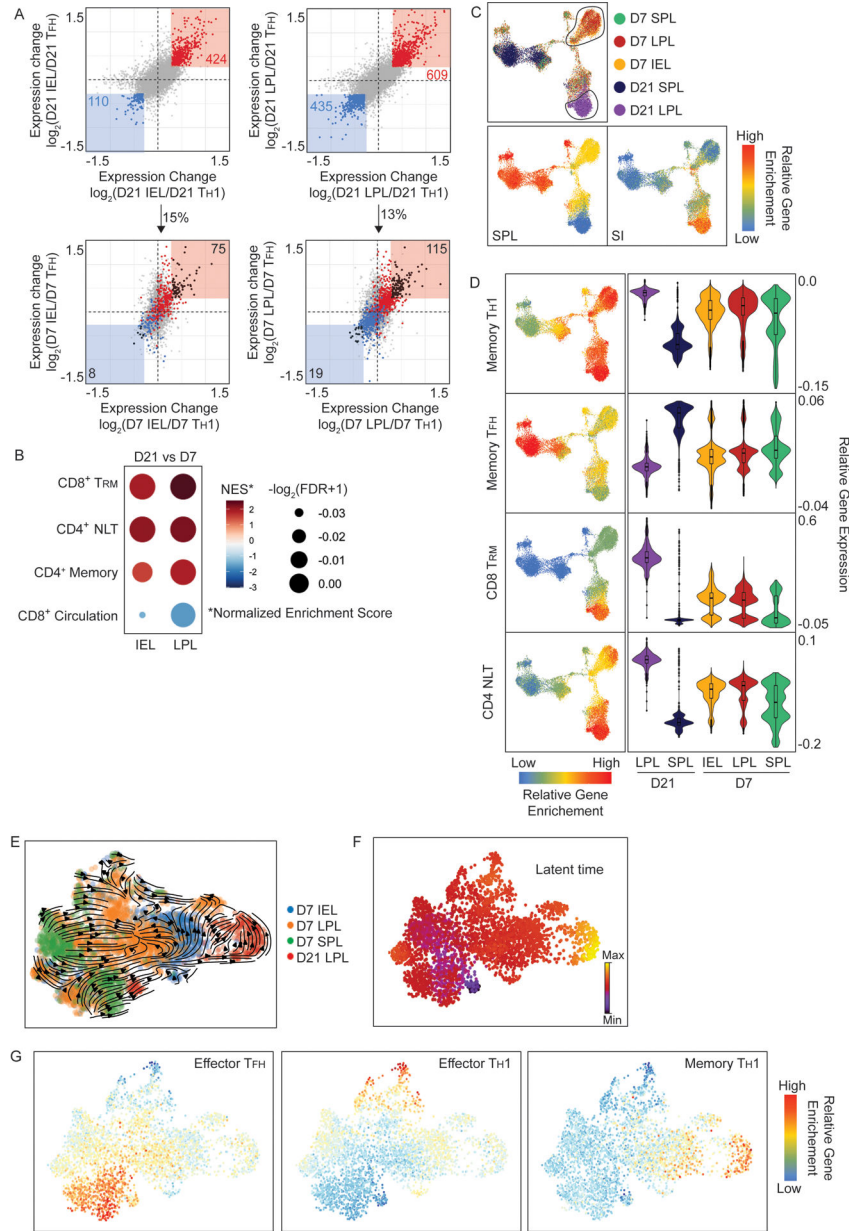 A
1.5
424
110
-1.5
-1.5
1.5
Expression change
log2(D21 IEL/D21 TFH)
Expression Change
log2(D21 IEL/D21 TH1)
1.5
609
435
-1.5
-1.5
1.5
Expression change
log2(D21 LPL/D21 TFH)
Expression Change
log2(D21 LPL/D21 TH1)
15%
13%
1.5
75
8
-1.5
-1.5
1.5
Expression change
log2(D7 IEL/D7 TFH)
Expression Change
log2(D7 IEL/D7 TH1)
1.5
115
19
-1.5
-1.5
1.5
Expression change
log2(D7 LPL/D7 TFH)
Expression Change
log2(D7 LPL/D7 TH1)
B
D21 vs D7
CD8+ TRM
CD4+ NLT
CD4+ Memory
CD8+ Circulation
IEL LPL
NES*
2
1
0
-1
-2
-3
-log2(FDR+1)
-0.03
-0.02
-0.01
0.00
*Normalized Enrichment Score
C
D7 SPL
D7 LPL
D7 IEL
D21 SPL
D21 LPL
SPL
SI
High
Low
Relative Gene
Enrichement
D
Memory TH1
0.0
-0.15
Memory TFH
0.06
-0.04
CD8 TRM
0.6
-0.05
CD4 NLT
0.1
-0.2
Relative Gene Expression
Low High
Relative Gene
Enrichment
LPL SPL IEL LPL SPL
D21 D7
E
D7 IEL
D7 LPL
D7 SPL
D21 LPL
F
Latent time
Max
Min
G
Effector TFH
Effector TH1
Memory TH1
High
Low
Relative Gene
Enrichment